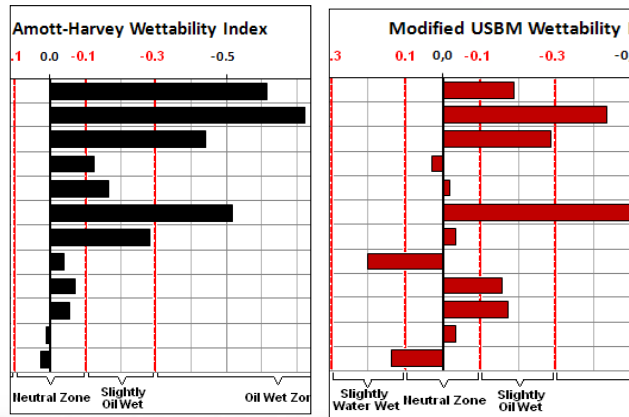 Amott-Harvey Wettability Index
.1 0,0 -0.1 -0.3 -0.5
Neutral Zone
Slightly
Oil Wet
Oil Wet Zon
Modified USBM Wettability
.3 0.1 0,0 -0.1 -0.3 -0
Slightly
Water Wet
Neutral Zone
Slightly
Oil Wet